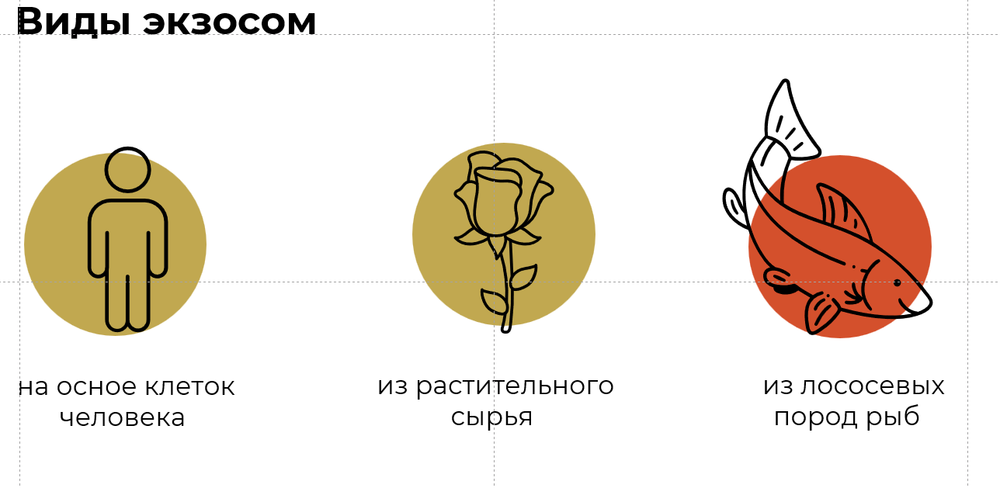 Виды экзосом
на осное клеток
человека
из растительного
сырья
из лососевых
пород рыб